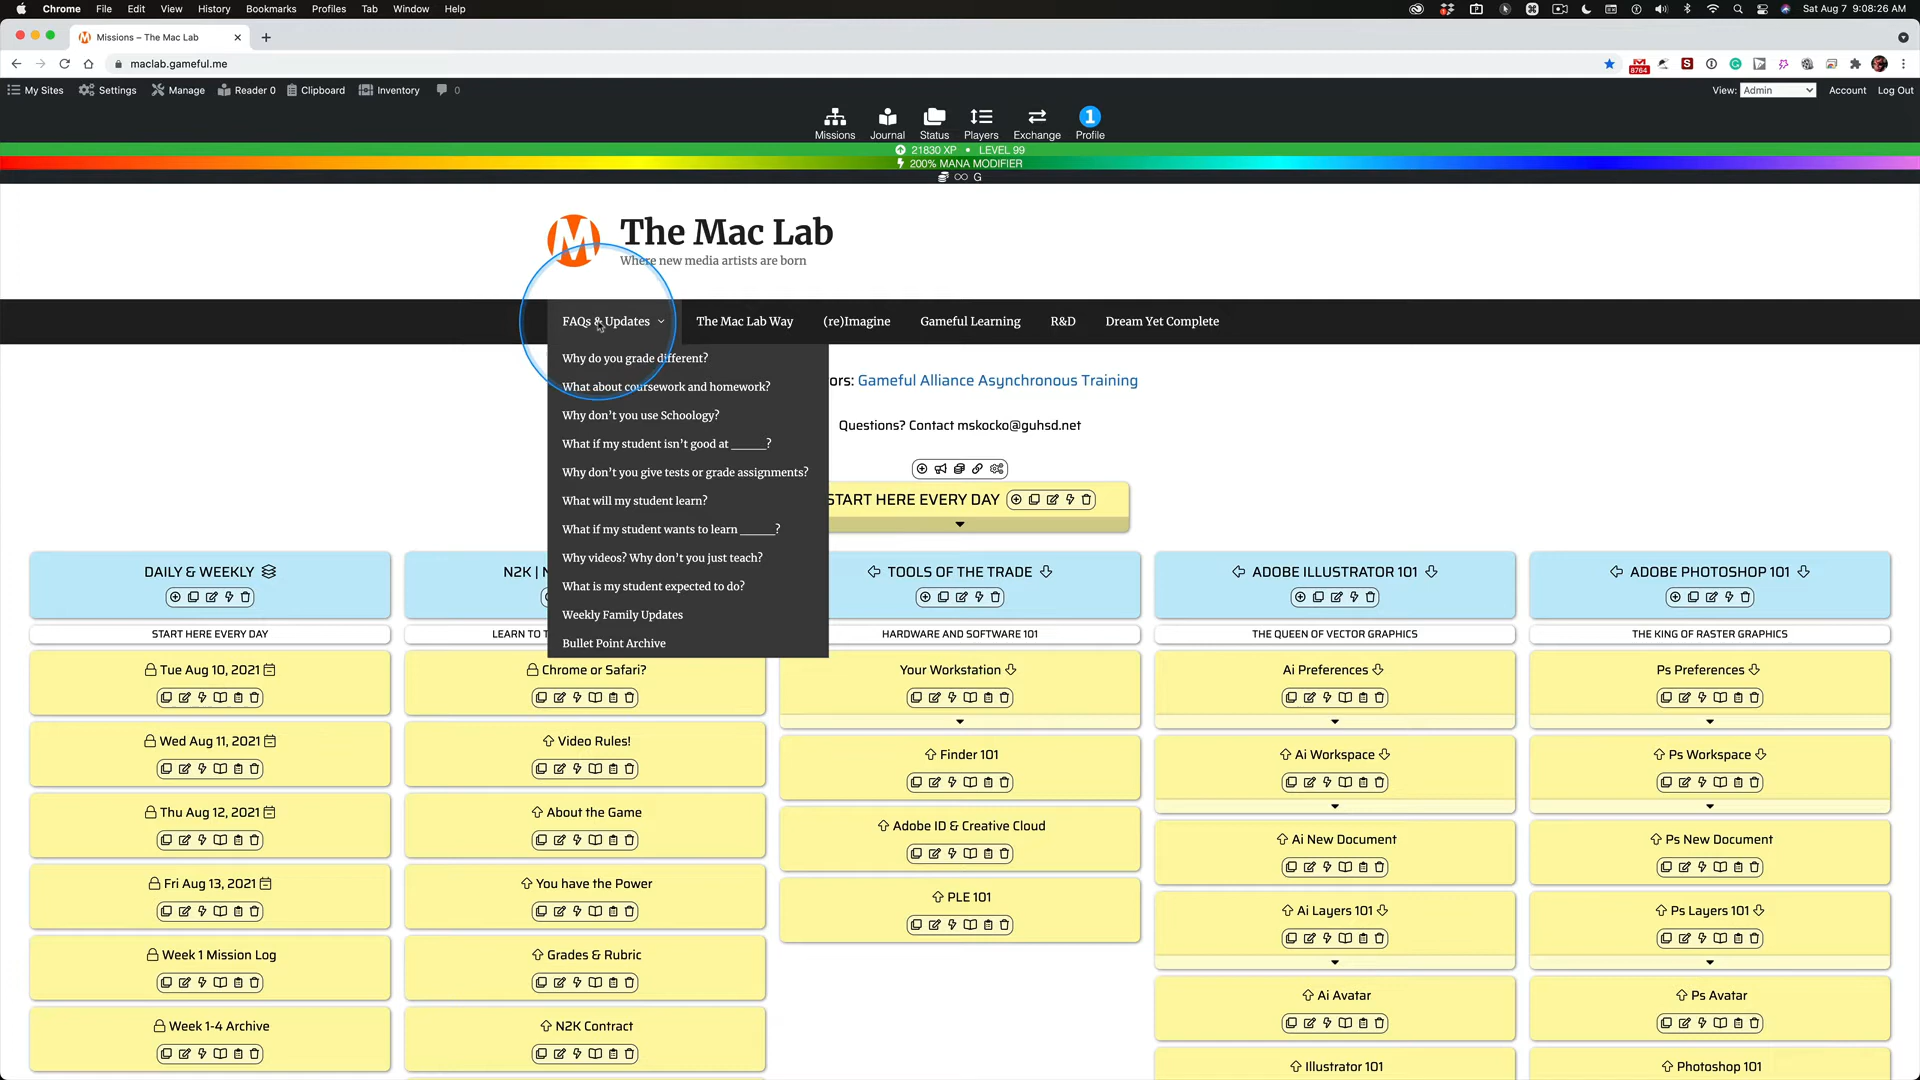 Chrome File Edit View History Bookmarks Profiles Tab Window Help Sat Aug 7 9:08:26 AM
Missions – The Mac Lab
maclab.gameful.me
8764
My Sites Settings Manage Reader 0 Clipboard Inventory 0 View: Admin Account Log Out
Missions Journal Status Players Exchange Profile
1
21830 XP • LEVEL 99
200% MANA MODIFIER
∞ G
The Mac Lab
Where new media artists are born
FAQs & Updates The Mac Lab Way (re)Imagine Gameful Learning R&D Dream Yet Complete
Why do you grade different?
What about coursework and homework?
Why don't you use Schoology?
What if my student isn't good at _____?
Why don't you give tests or grade assignments?
What will my student learn?
What if my student wants to learn _____?
Why videos? Why don't you just teach?
What is my student expected to do?
Weekly Family Updates
Bullet Point Archive
ors: Gameful Alliance Asynchronous Training
Questions? Contact mskocko@guhsd.net
START HERE EVERY DAY
DAILY & WEEKLY
START HERE EVERY DAY
Tue Aug 10, 2021
Wed Aug 11, 2021
Thu Aug 12, 2021
Fri Aug 13, 2021
Week 1 Mission Log
Week 1-4 Archive
N2K |
LEARN TO
Chrome or Safari?
Video Rules!
About the Game
You have the Power
Grades & Rubric
N2K Contract
TOOLS OF THE TRADE
HARDWARE AND SOFTWARE 101
Your Workstation
Finder 101
Adobe ID & Creative Cloud
PLE 101
ADOBE ILLUSTRATOR 101
THE QUEEN OF VECTOR GRAPHICS
Ai Preferences
Ai Workspace
Ai New Document
Ai Layers 101
Ai Avatar
Illustrator 101
ADOBE PHOTOSHOP 101
THE KING OF RASTER GRAPHICS
Ps Preferences
Ps Workspace
Ps New Document
Ps Layers 101
Ps Avatar
Photoshop 101